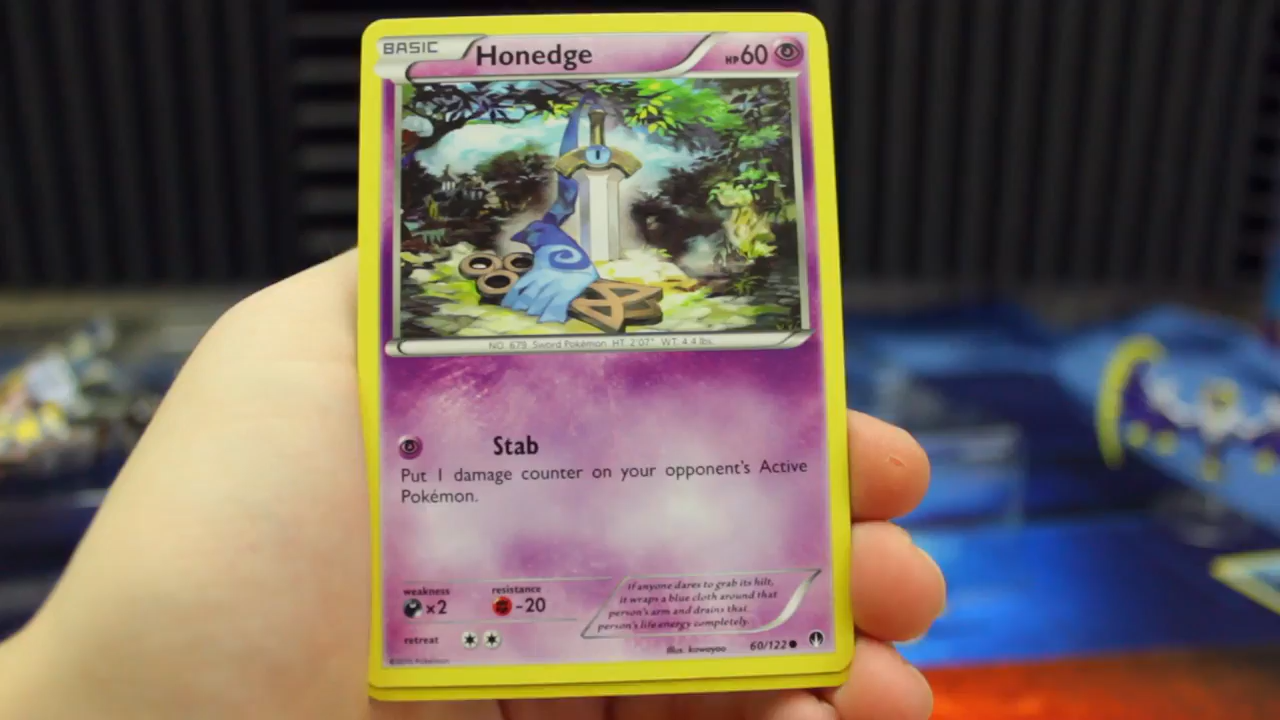 BASIC Honedge HP60
NO. 679 Sword Pokémon HT: 2'07" WT: 4.4 lbs.
Stab
Put 1 damage counter on your opponent's Active
Pokémon.
weakness resistance
×2 -20
If anyone dares to grab its hilt,
it wraps a blue cloth around that
person's arm and drains that
person's life energy completely.
retreat
Illus. kawayoo 60/122
Pokémon